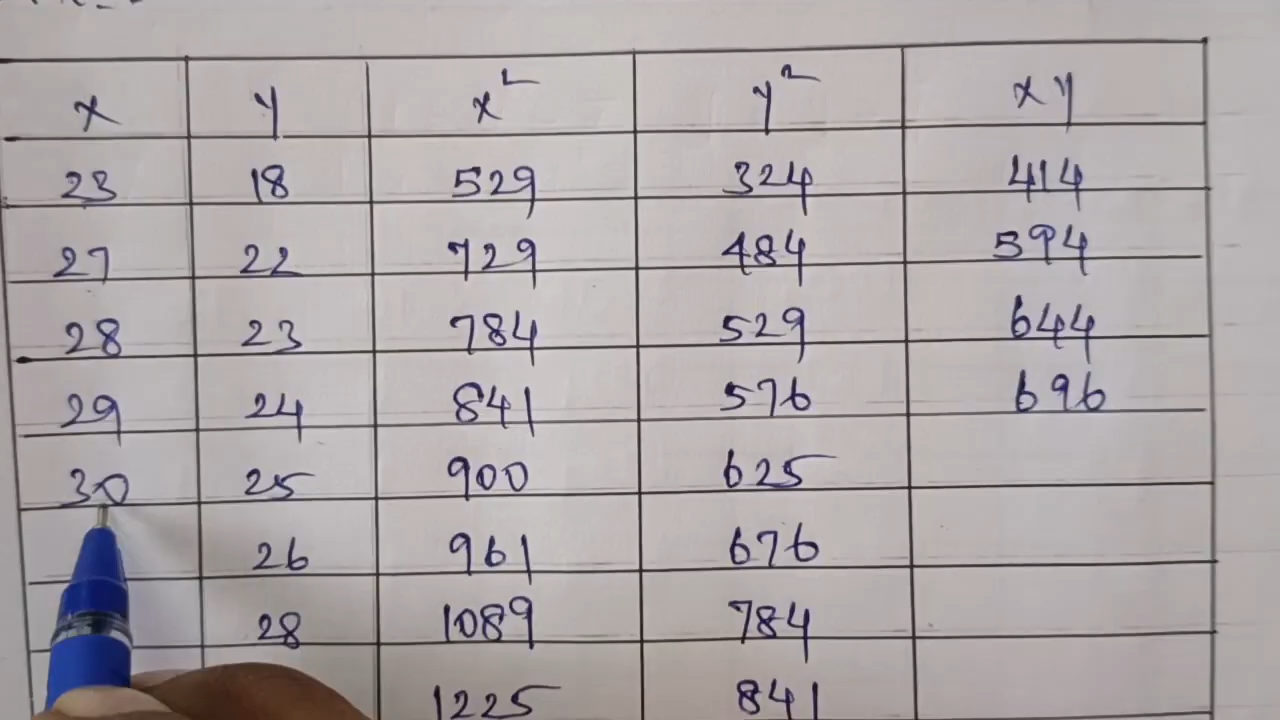 x y x² y² xy
23 18 529 324 414
27 22 729 484 594
28 23 784 529 644
29 24 841 576 696
30 25 900 625
26 961 676
28 1089 784
1225 841